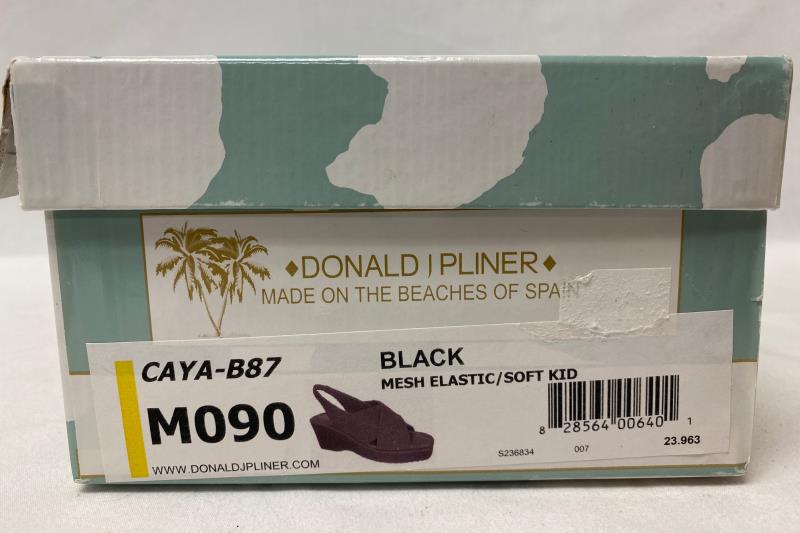 ♦DONALD J PLINER♦
MADE ON THE BEACHES OF SPAIN
CAYA-B87
BLACK
MESH ELASTIC/SOFT KID
M090
8 28564 00640 1
S236834 007 23.963
WWW.DONALDJPLINER.COM